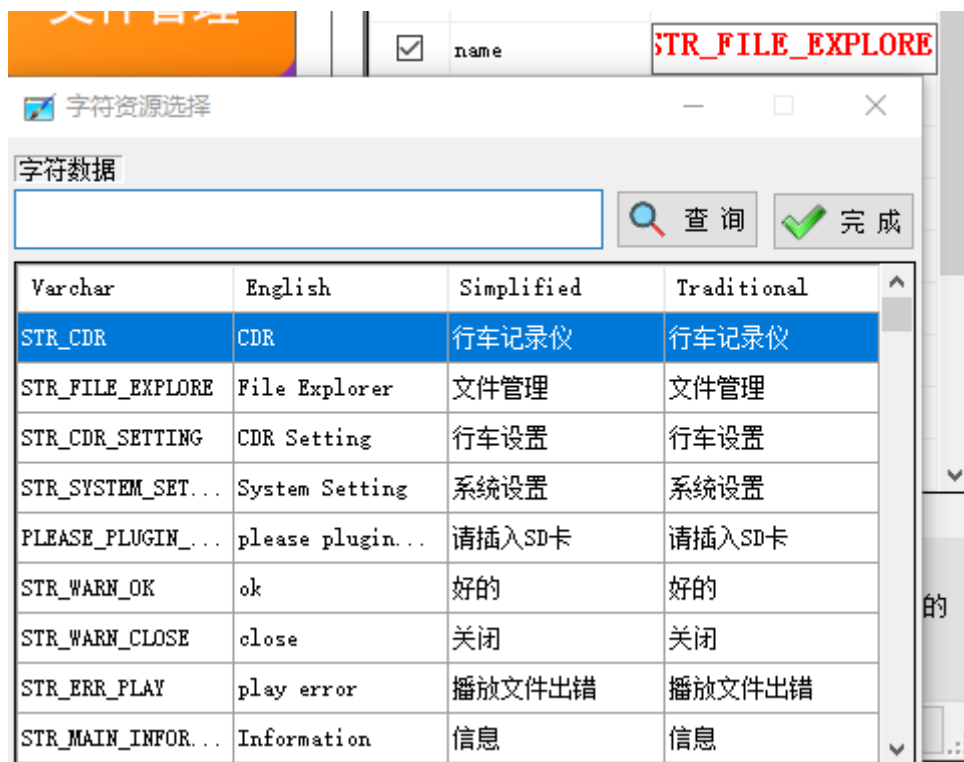 文件管理
name STR_FILE_EXPLORE
字符资源选择
字符数据
查 询 完 成
Varchar English Simplified Traditional
STR_CDR CDR 行车记录仪 行车记录仪
STR_FILE_EXPLORE File Explorer 文件管理 文件管理
STR_CDR_SETTING CDR Setting 行车设置 行车设置
STR_SYSTEM_SET... System Setting 系统设置 系统设置
PLEASE_PLUGIN_... please plugin... 请插入SD卡 请插入SD卡
STR_WARN_OK ok 好的 好的
的
STR_WARN_CLOSE close 关闭 关闭
STR_ERR_PLAY play error 播放文件出错 播放文件出错
STR_MAIN_INFOR... Information 信息 信息